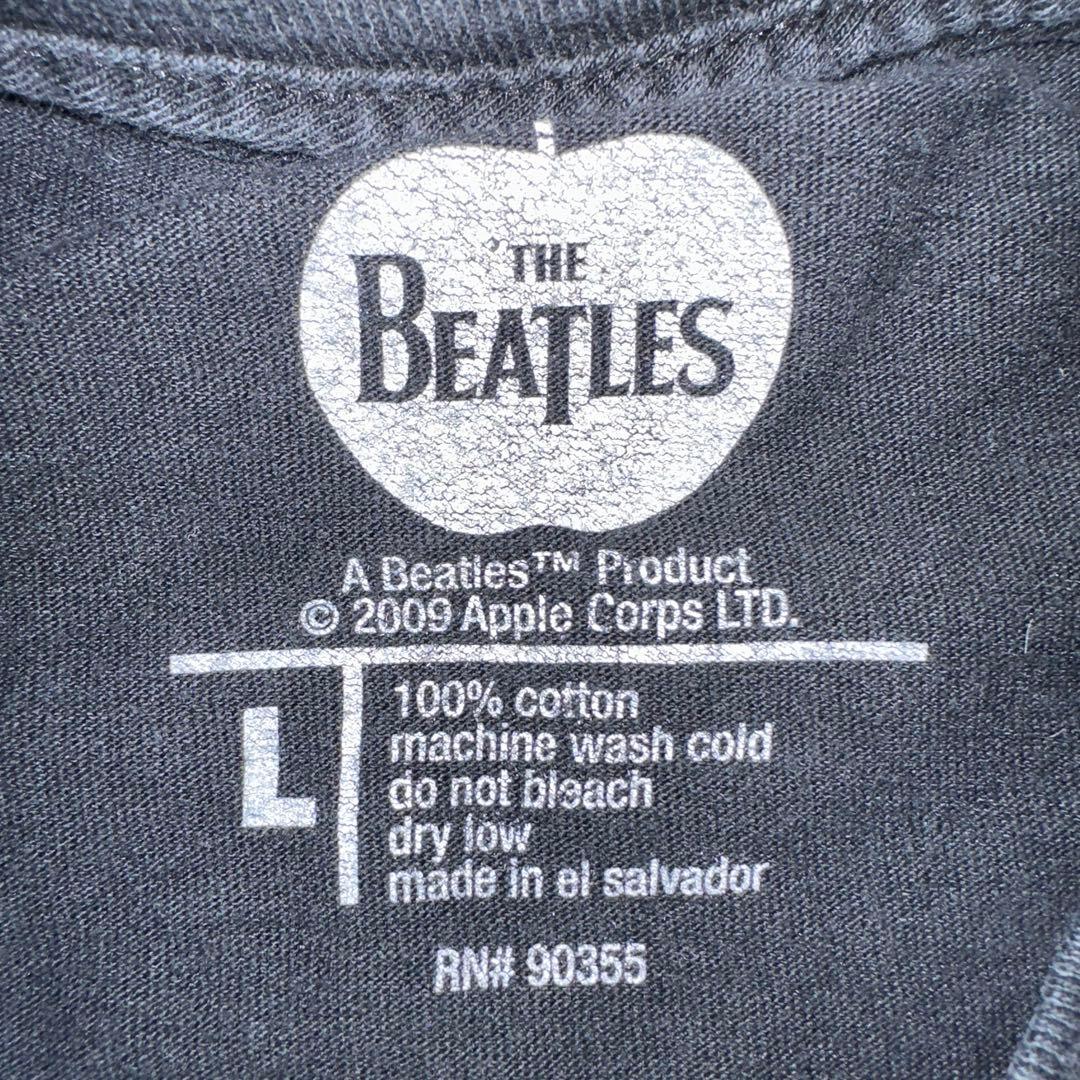 THE
BEATLES
A Beatles™ Product
© 2009 Apple Corps LTD.
L
100% cotton
machine wash cold
do not bleach
dry low
made in el salvador
RN# 90355